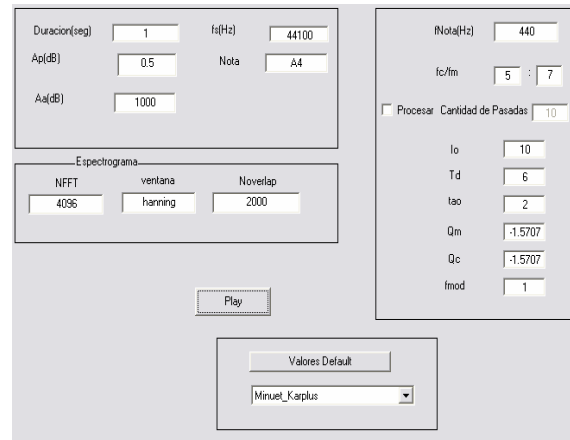 Duracion(seg) 1 fs(Hz) 44100
Ap(dB) 0.5 Nota A4
Aa(dB) 1000
Espectrograma
NFFT ventana Noverlap
4096 hanning 2000
Play
Valores Default
Minuet_Karplus
fNota(Hz) 440
fc/fm 5 : 7
Procesar Cantidad de Pasadas 10
Io 10
Td 6
tao 2
Qm -1.5707
Qc -1.5707
fmod 1